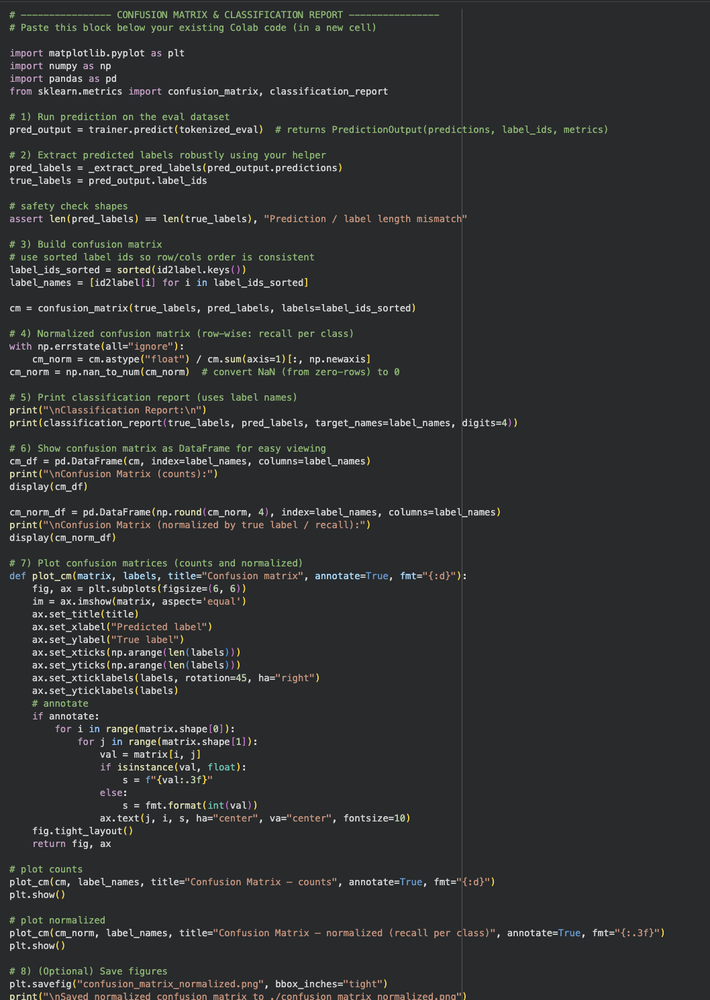 # ———————————————— CONFUSION MATRIX & CLASSIFICATION REPORT ————————————————
# Paste this block below your existing Colab code (in a new cell)

import matplotlib.pyplot as plt
import numpy as np
import pandas as pd
from sklearn.metrics import confusion_matrix, classification_report

# 1) Run prediction on the eval dataset
pred_output = trainer.predict(tokenized_eval)  # returns PredictionOutput(predictions, label_ids, metrics)

# 2) Extract predicted labels robustly using your helper
pred_labels = _extract_pred_labels(pred_output.predictions)
true_labels = pred_output.label_ids

# safety check shapes
assert len(pred_labels) == len(true_labels), "Prediction / label length mismatch"

# 3) Build confusion matrix
# use sorted label ids so row/cols order is consistent
label_ids_sorted = sorted(id2label.keys())
label_names = [id2label[i] for i in label_ids_sorted]

cm = confusion_matrix(true_labels, pred_labels, labels=label_ids_sorted)

# 4) Normalized confusion matrix (row-wise: recall per class)
with np.errstate(all="ignore"):
    cm_norm = cm.astype("float") / cm.sum(axis=1)[:, np.newaxis]
cm_norm = np.nan_to_num(cm_norm)  # convert NaN (from zero-rows) to 0

# 5) Print classification report (uses label names)
print("\nClassification Report:\n")
print(classification_report(true_labels, pred_labels, target_names=label_names, digits=4))

# 6) Show confusion matrix as DataFrame for easy viewing
cm_df = pd.DataFrame(cm, index=label_names, columns=label_names)
print("\nConfusion Matrix (counts):")
display(cm_df)

cm_norm_df = pd.DataFrame(np.round(cm_norm, 4), index=label_names, columns=label_names)
print("\nConfusion Matrix (normalized by true label / recall):")
display(cm_norm_df)

# 7) Plot confusion matrices (counts and normalized)
def plot_cm(matrix, labels, title="Confusion matrix", annotate=True, fmt="{:d}"):
    fig, ax = plt.subplots(figsize=(6, 6))
    im = ax.imshow(matrix, aspect='equal')
    ax.set_title(title)
    ax.set_xlabel("Predicted label")
    ax.set_ylabel("True label")
    ax.set_xticks(np.arange(len(labels)))
    ax.set_yticks(np.arange(len(labels)))
    ax.set_xticklabels(labels, rotation=45, ha="right")
    ax.set_yticklabels(labels)
    # annotate
    if annotate:
        for i in range(matrix.shape[0]):
            for j in range(matrix.shape[1]):
                val = matrix[i, j]
                if isinstance(val, float):
                    s = f"{val:.3f}"
                else:
                    s = fmt.format(int(val))
                ax.text(j, i, s, ha="center", va="center", fontsize=10)
    fig.tight_layout()
    return fig, ax

# plot counts
plot_cm(cm, label_names, title="Confusion Matrix — counts", annotate=True, fmt="{:d}")
plt.show()

# plot normalized
plot_cm(cm_norm, label_names, title="Confusion Matrix — normalized (recall per class)", annotate=True, fmt="{:.3f}")
plt.show()

# 8) (Optional) Save figures
plt.savefig("confusion_matrix_normalized.png", bbox_inches="tight")
print("\nSaved normalized confusion matrix to ./confusion_matrix_normalized.png")